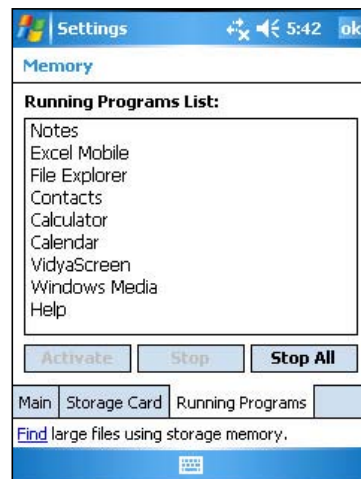 Settings 5:42 ok
Memory
Running Programs List:
Notes
Excel Mobile
File Explorer
Contacts
Calculator
Calendar
VidyaScreen
Windows Media
Help
Activate Stop Stop All
Main Storage Card Running Programs
Find large files using storage memory.